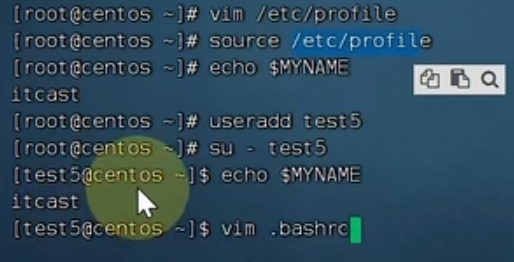 [root@centos ~]# vim /etc/profile
[root@centos ~]# source /etc/profile
[root@centos ~]# echo $MYNAME
itcast
[root@centos ~]# useradd test5
[root@centos ~]# su - test5
[test5@centos ~]$ echo $MYNAME
itcast
[test5@centos ~]$ vim .bashrc